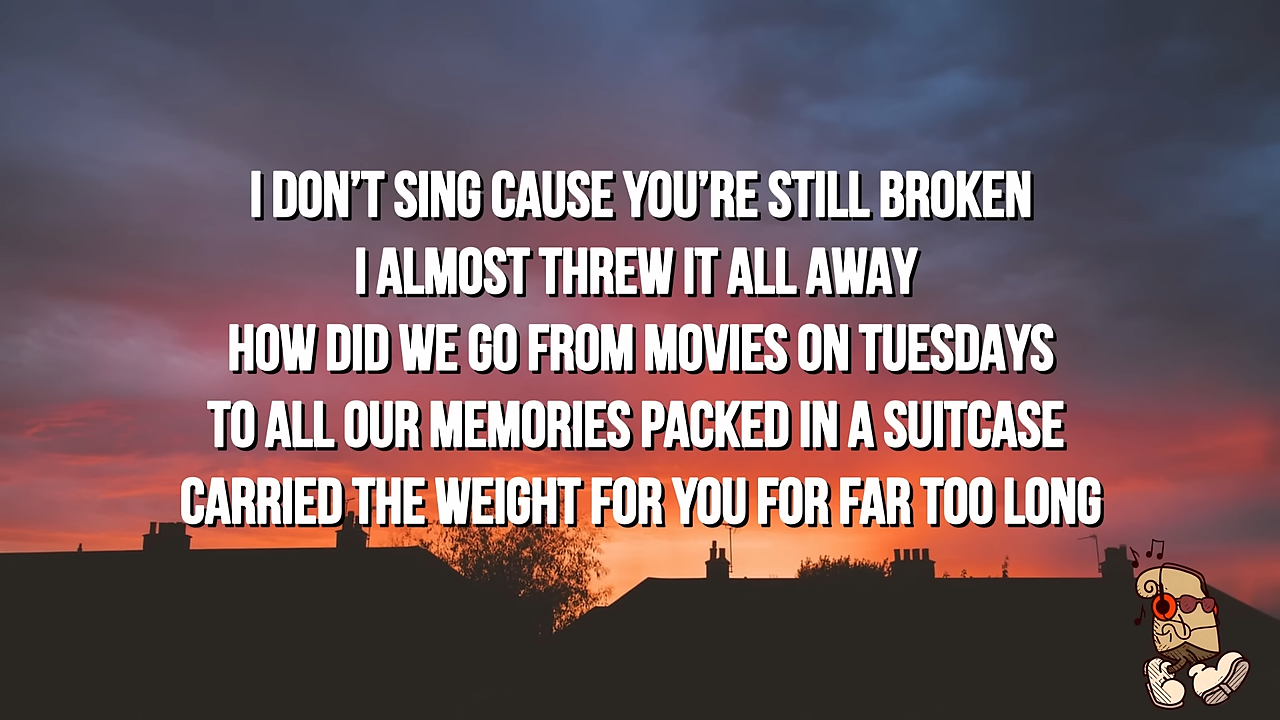 I DON'T SING CAUSE YOU'RE STILL BROKEN
I ALMOST THREW IT ALL AWAY
HOW DID WE GO FROM MOVIES ON TUESDAYS
TO ALL OUR MEMORIES PACKED IN A SUITCASE
CARRIED THE WEIGHT FOR YOU FOR FAR TOO LONG